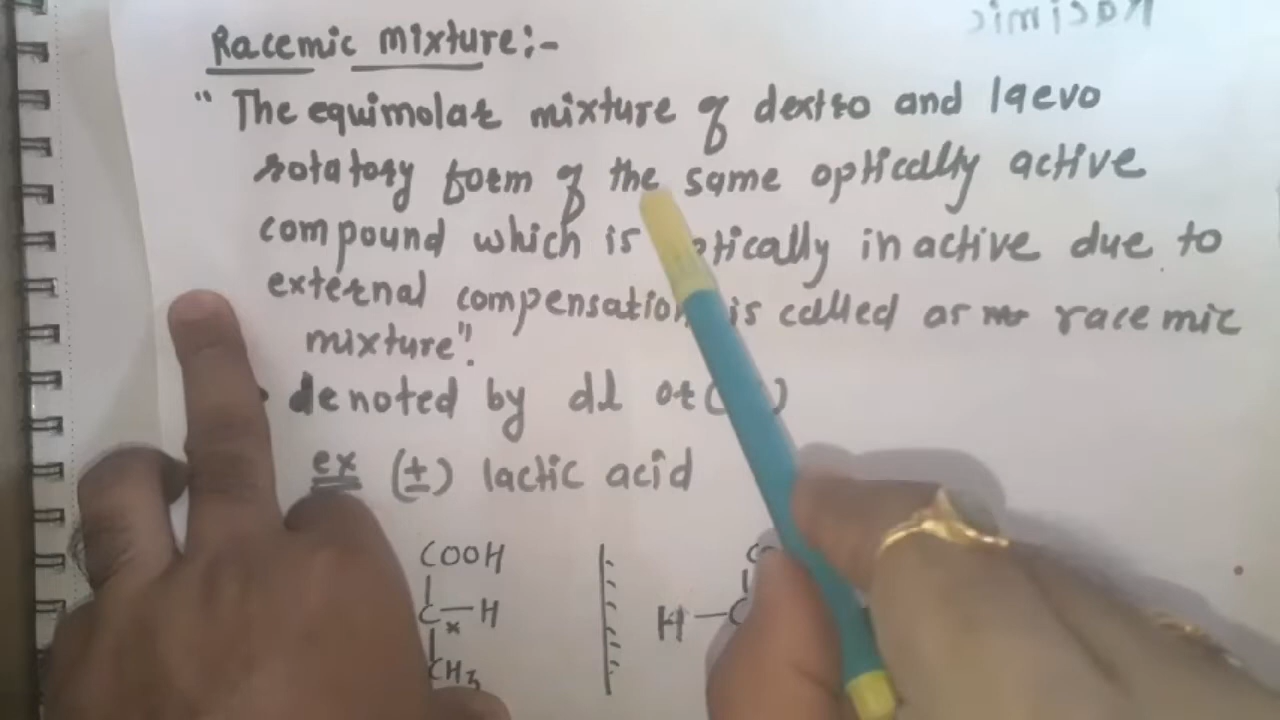 Racemic mixture:-
" The equimolar mixture of dextro and laevo
rotatory form of the same optically active
compound which is optically inactive due to
external compensation is called as racemic
mixture".
• denoted by dl or (
ex (±) lactic acid
COOH
C—H
x
CH3
H—C